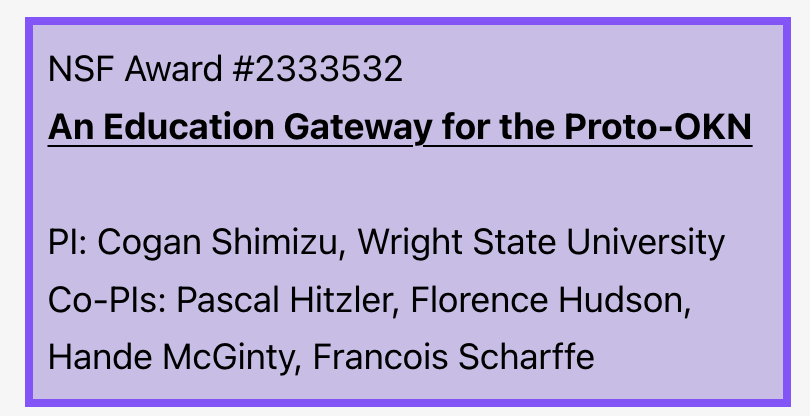 NSF Award #2333532
An Education Gateway for the Proto-OKN
PI: Cogan Shimizu, Wright State University
Co-PIs: Pascal Hitzler, Florence Hudson,
Hande McGinty, Francois Scharffe